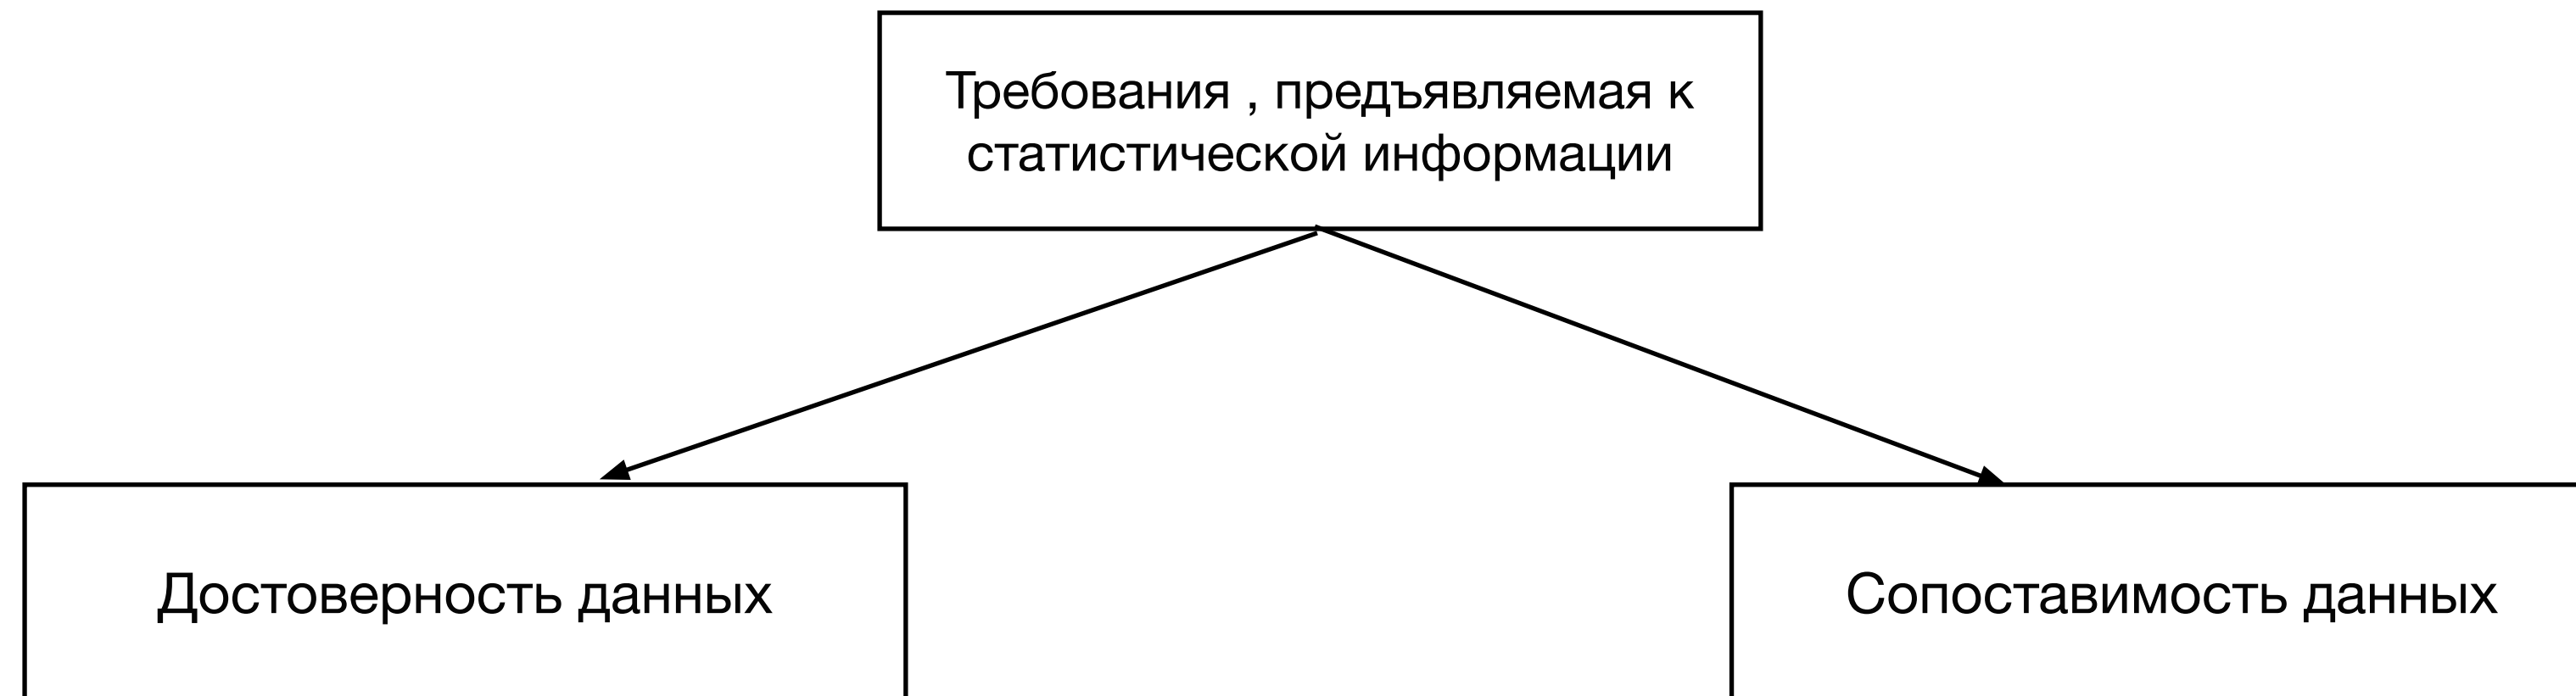 Требования , предъявляемая к
статистической информации
Достоверность данных
Сопоставимость данных